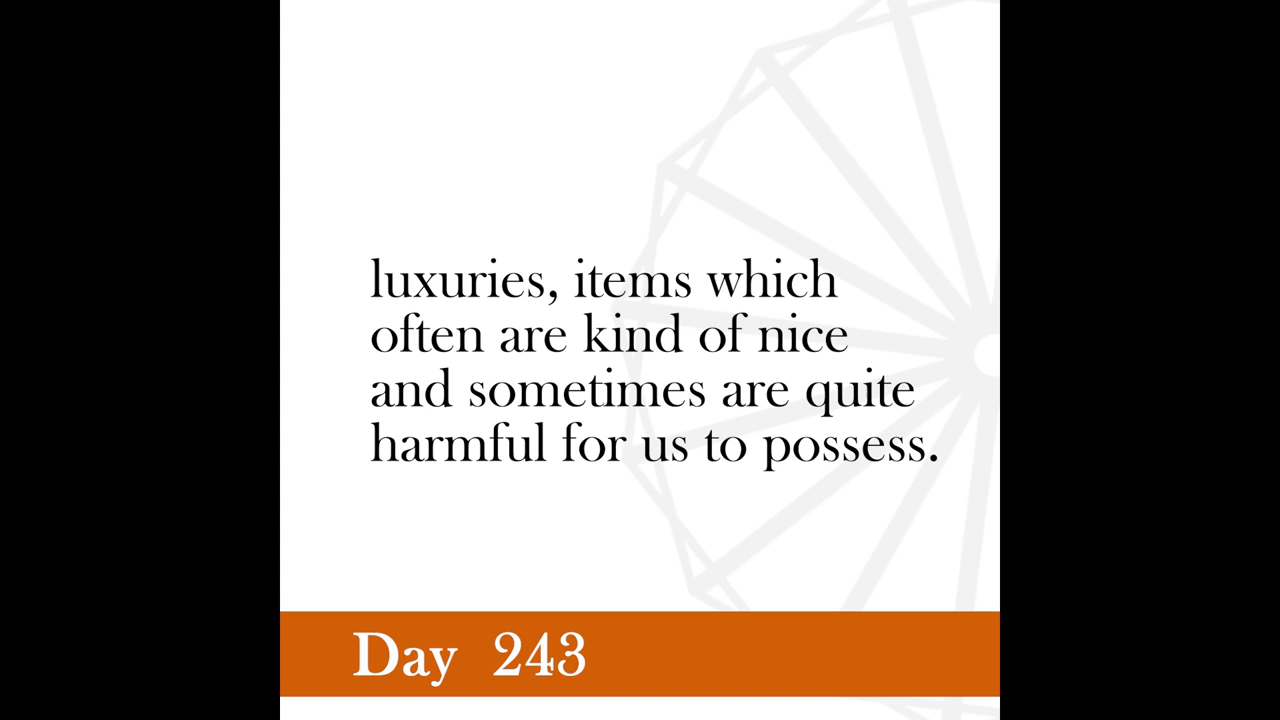 luxuries, items which
often are kind of nice
and sometimes are quite
harmful for us to possess.
Day 243